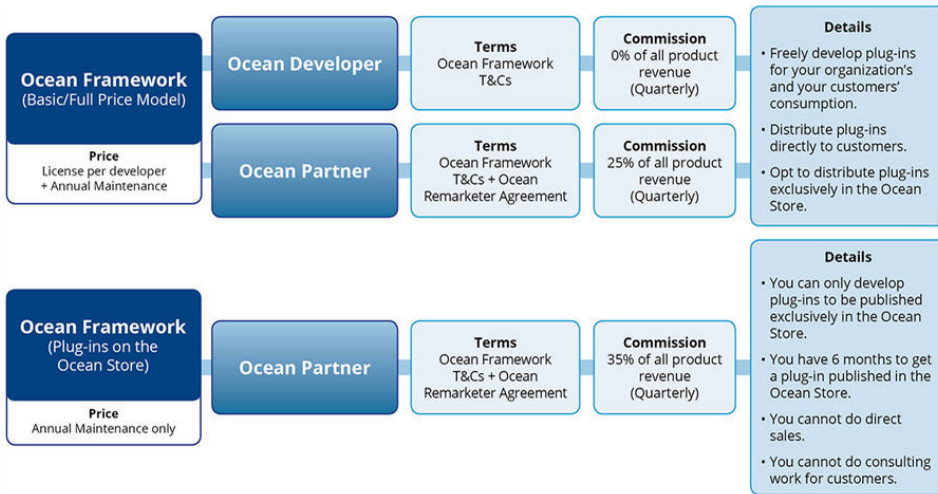 Ocean Framework
(Basic/Full Price Model)
Price
License per developer
+ Annual Maintenance
Ocean Developer
Terms
Ocean Framework
T&Cs
Commission
0% of all product
revenue
(Quarterly)
Ocean Partner
Terms
Ocean Framework
T&Cs + Ocean
Remarketer Agreement
Commission
25% of all product
revenue
(Quarterly)
Details
• Freely develop plug-ins
for your organization's
and your customers'
consumption.
• Distribute plug-ins
directly to customers.
• Opt to distribute plug-ins
exclusively in the Ocean
Store.
Ocean Framework
(Plug-ins on the
Ocean Store)
Price
Annual Maintenance only
Ocean Partner
Terms
Ocean Framework
T&Cs + Ocean
Remarketer Agreement
Commission
35% of all product
revenue
(Quarterly)
Details
• You can only develop
plug-ins to be published
exclusively in the Ocean
Store.
• You have 6 months to get
a plug-in published in the
Ocean Store.
• You cannot do direct
sales.
• You cannot do consulting
work for customers.